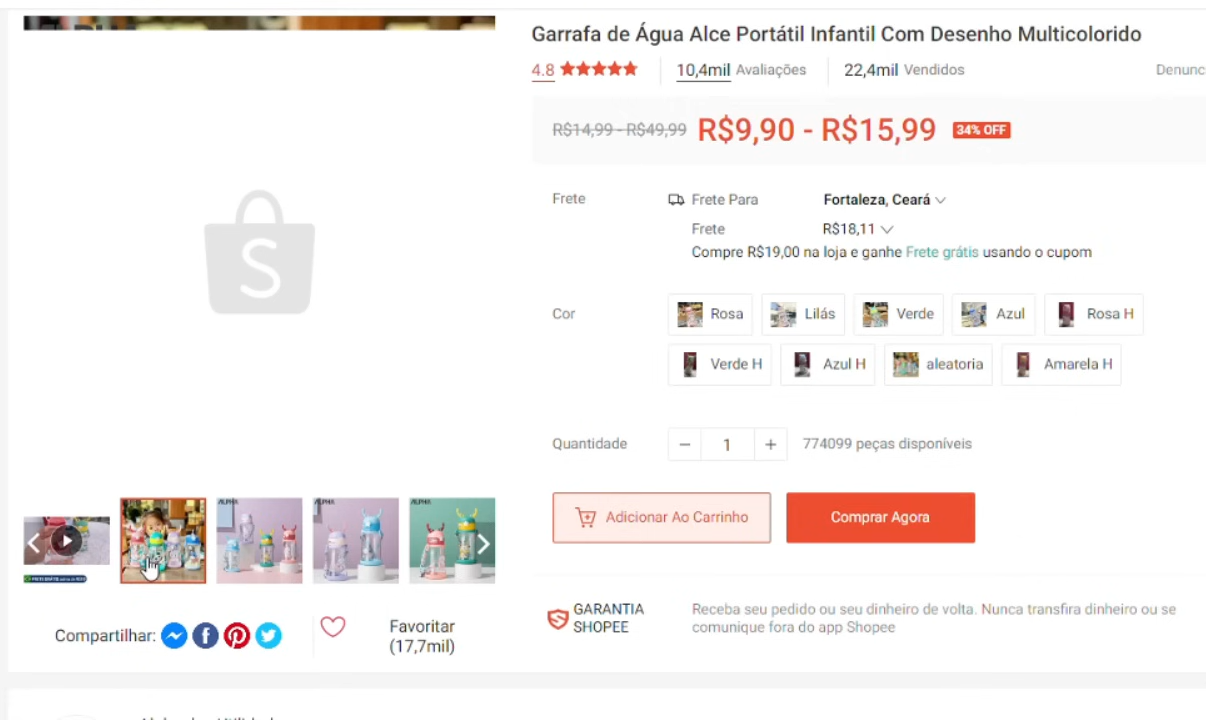 Garrafa de Água Alce Portátil Infantil Com Desenho Multicolorido
4.8
10,4mil Avaliações
22,4mil Vendidos
Denunc
R$14,99 - R$49,99
R$9,90 - R$15,99
34% OFF
Frete
Frete Para
Fortaleza, Ceará
Frete
R$18,11
Compre R$19,00 na loja e ganhe Frete grátis usando o cupom
S
Cor
Rosa
Lilás
Verde
Azul
Rosa H
Verde H
Azul H
aleatoria
Amarela H
Quantidade
1
774099 peças disponíveis
ALPHA
ALPHA
ALPHA
Adicionar Ao Carrinho
Comprar Agora
Compartilhar:
Favoritar
(17,7mil)
GARANTIA
SHOPEE
Receba seu pedido ou seu dinheiro de volta. Nunca transfira dinheiro ou se
comunique fora do app Shopee